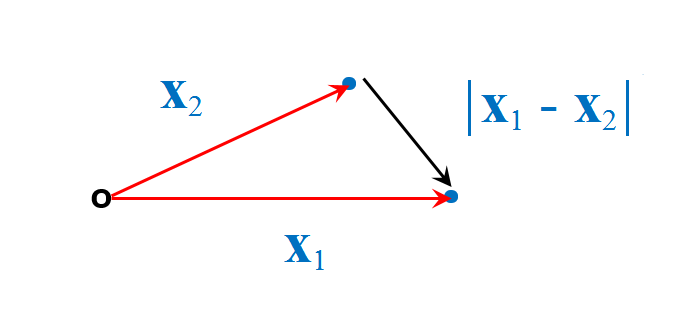 x₂
|x₁ - x₂|
o
x₁